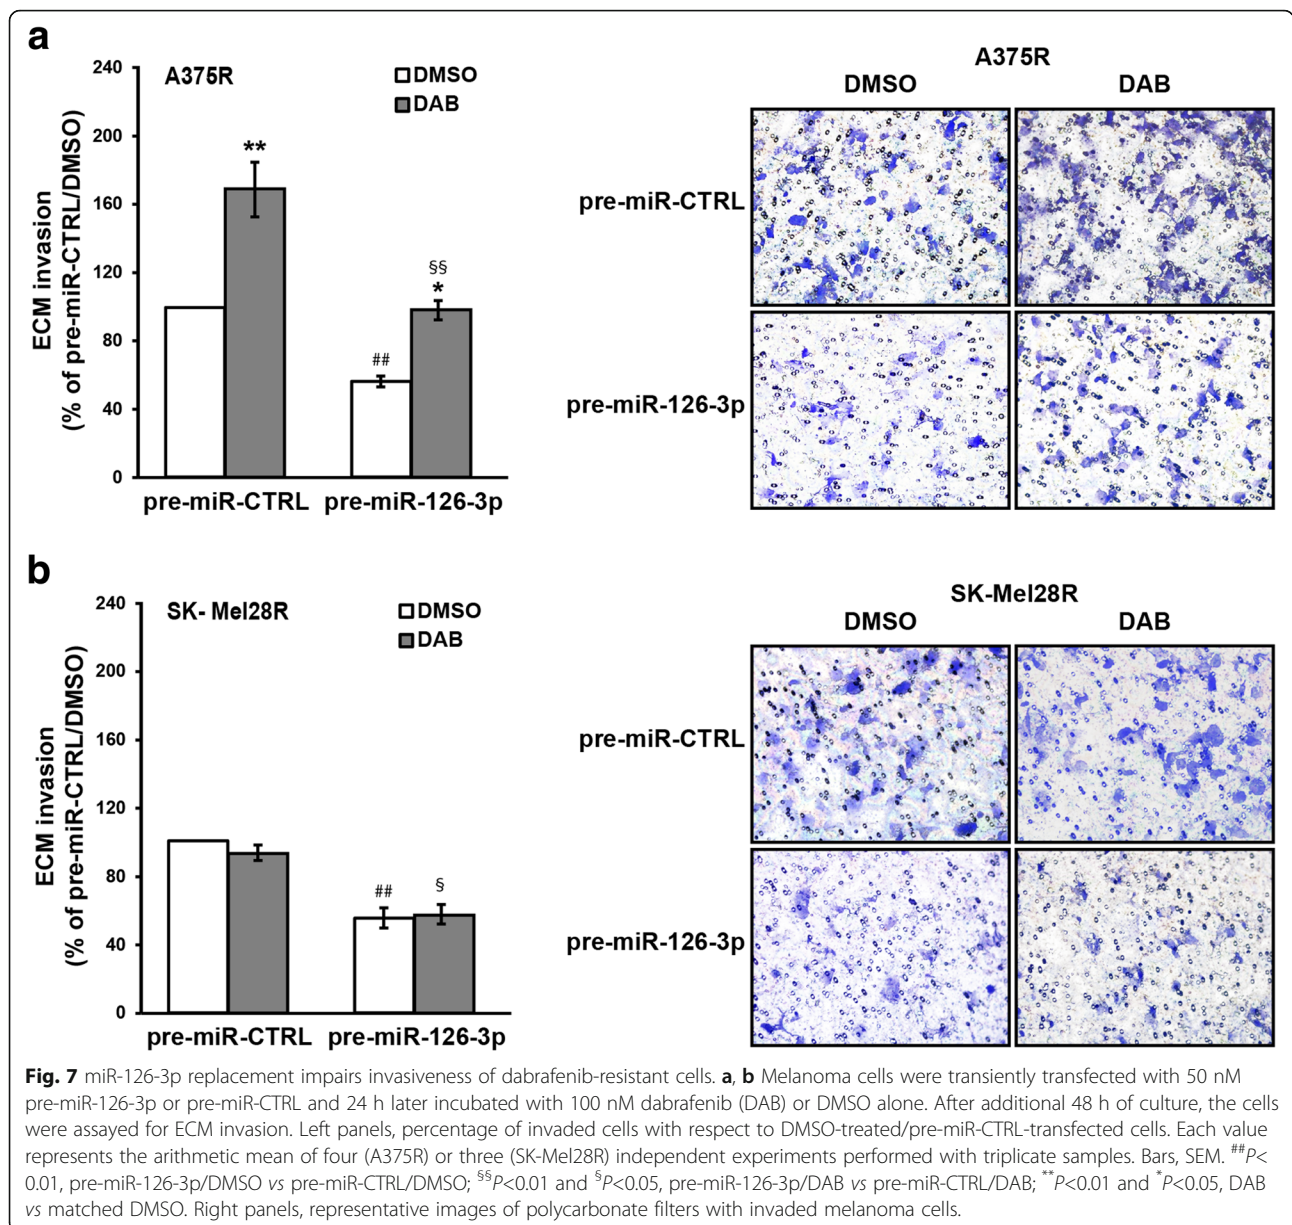 a
240
200
160
120
80
40
0
ECM invasion
(% of pre-miR-CTRL/DMSO)
A375R
DMSO
DAB
**
##
§§
*
pre-miR-CTRL pre-miR-126-3p
A375R
DMSO DAB
pre-miR-CTRL
pre-miR-126-3p
b
240
200
160
120
80
40
0
ECM invasion
(% of pre-miR-CTRL/DMSO)
SK- Mel28R
DMSO
DAB
##
§
pre-miR-CTRL pre-miR-126-3p
SK-Mel28R
DMSO DAB
pre-miR-CTRL
pre-miR-126-3p
Fig. 7 miR-126-3p replacement impairs invasiveness of dabrafenib-resistant cells. a, b Melanoma cells were transiently transfected with 50 nM
pre-miR-126-3p or pre-miR-CTRL and 24 h later incubated with 100 nM dabrafenib (DAB) or DMSO alone. After additional 48 h of culture, the cells
were assayed for ECM invasion. Left panels, percentage of invaded cells with respect to DMSO-treated/pre-miR-CTRL-transfected cells. Each value
represents the arithmetic mean of four (A375R) or three (SK-Mel28R) independent experiments performed with triplicate samples. Bars, SEM. ##P<
0.01, pre-miR-126-3p/DMSO vs pre-miR-CTRL/DMSO; §§P<0.01 and §P<0.05, pre-miR-126-3p/DAB vs pre-miR-CTRL/DAB; **P<0.01 and *P<0.05, DAB
vs matched DMSO. Right panels, representative images of polycarbonate filters with invaded melanoma cells.